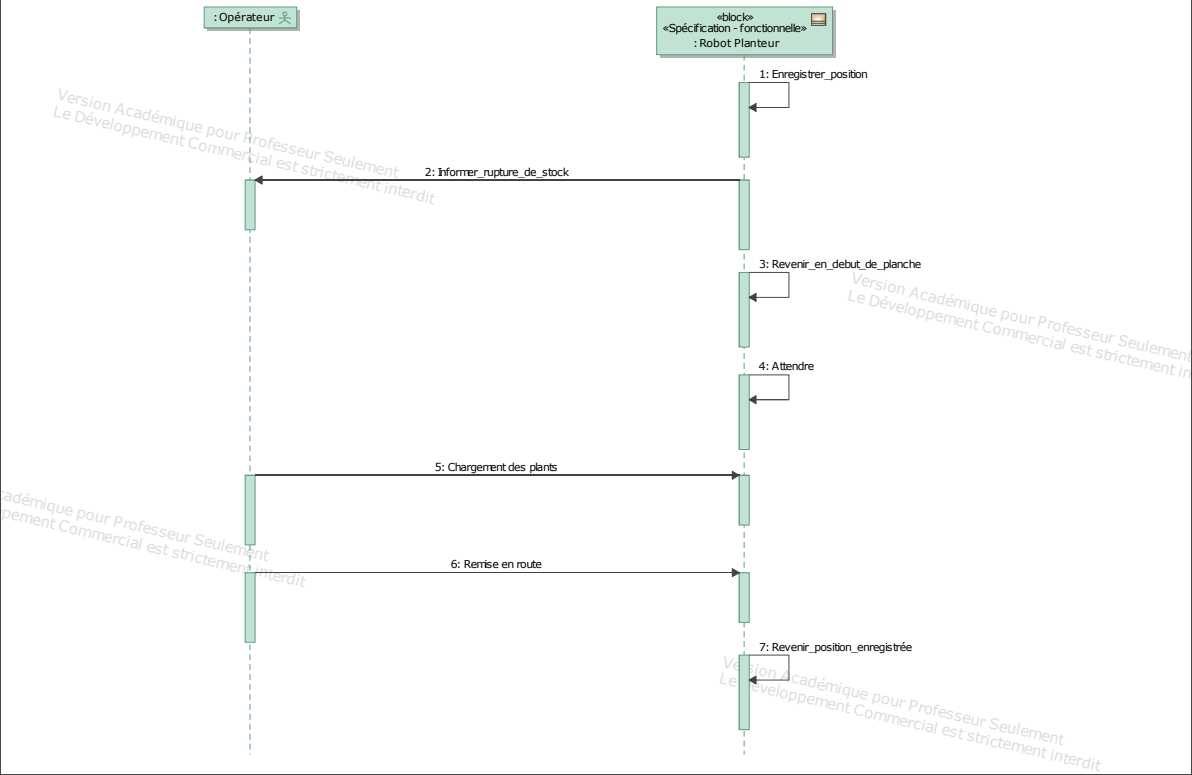 : Opérateur
«block»
«Spécification - fonctionnelle»
: Robot Planteur
1: Enregistrer_position
Version Académique pour Professeur Seulement
Le Développement Commercial est strictement interdit
2: Informer_rupture_de_stock
3: Revenir_en_debut_de_planche
Version Académique pour Professeur Seulement
Le Développement Commercial est strictement in
4: Attendre
5: Chargement des plants
cadémique pour Professeur Seulement
ppement Commercial est strictement interdit
6: Remise en route
7: Revenir_position_enregistrée
Version Académique pour Professeur Seulement
Le Développement Commercial est strictement interdit